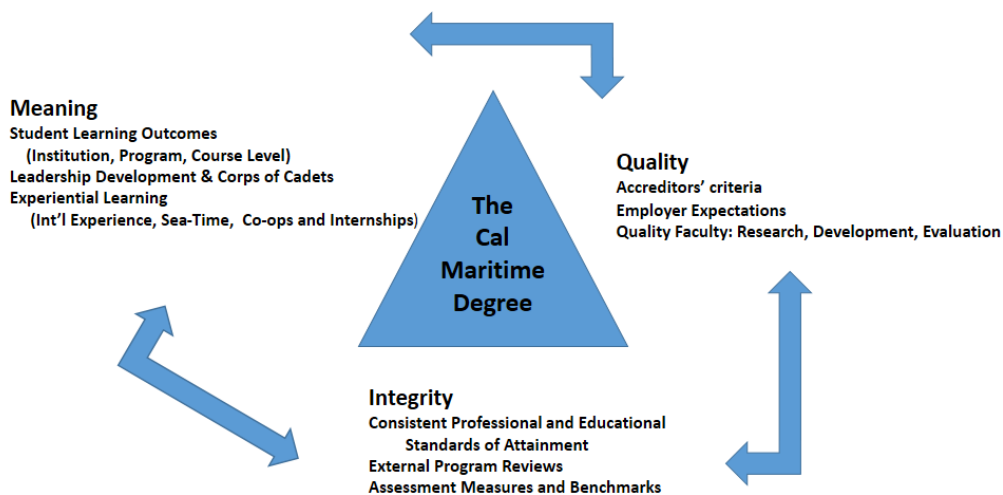 Meaning
Student Learning Outcomes
(Institution, Program, Course Level)
Leadership Development & Corps of Cadets
Experiential Learning
(Int'l Experience, Sea-Time, Co-ops and Internships)
The
Cal
Maritime
Degree
Quality
Accreditors' criteria
Employer Expectations
Quality Faculty: Research, Development, Evaluation
Integrity
Consistent Professional and Educational
Standards of Attainment
External Program Reviews
Assessment Measures and Benchmarks